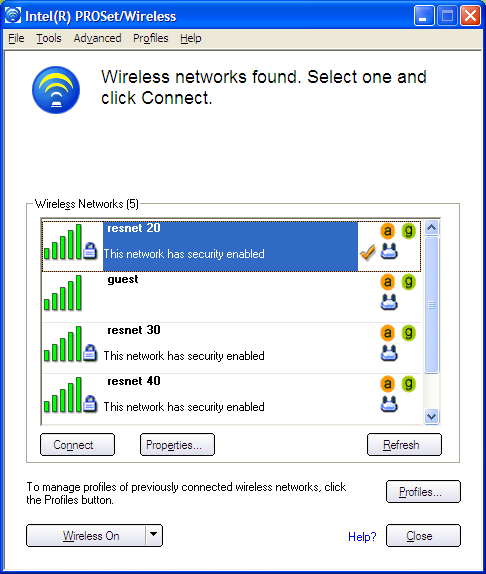 Intel(R) PROSet/Wireless
File Tools Advanced Profiles Help
Wireless networks found. Select one and
click Connect.
Wireless Networks (5)
resnet 20
a g
This network has security enabled
guest
a g
resnet 30
a g
This network has security enabled
resnet 40
a g
This network has security enabled
Connect Properties... Refresh
To manage profiles of previously connected wireless networks, click
the Profiles button.
Profiles...
Wireless On Help? Close